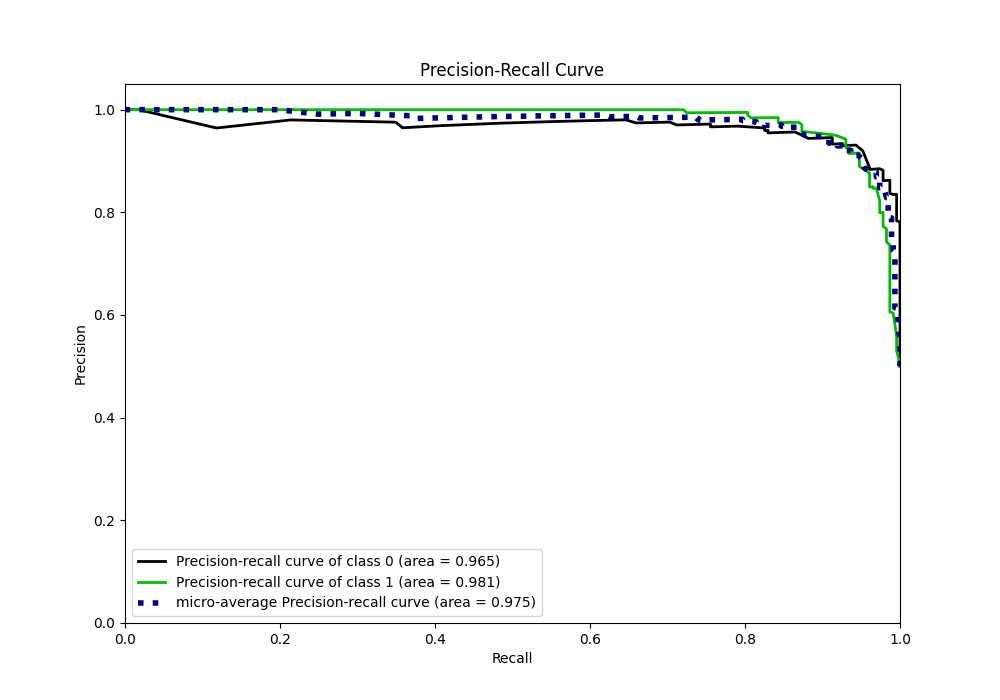 Precision-Recall Curve
1.0
0.8
0.6
0.4
0.2
0.0
Precision
Precision-recall curve of class 0 (area = 0.965)
Precision-recall curve of class 1 (area = 0.981)
micro-average Precision-recall curve (area = 0.975)
0.0 0.2 0.4 0.6 0.8 1.0
Recall